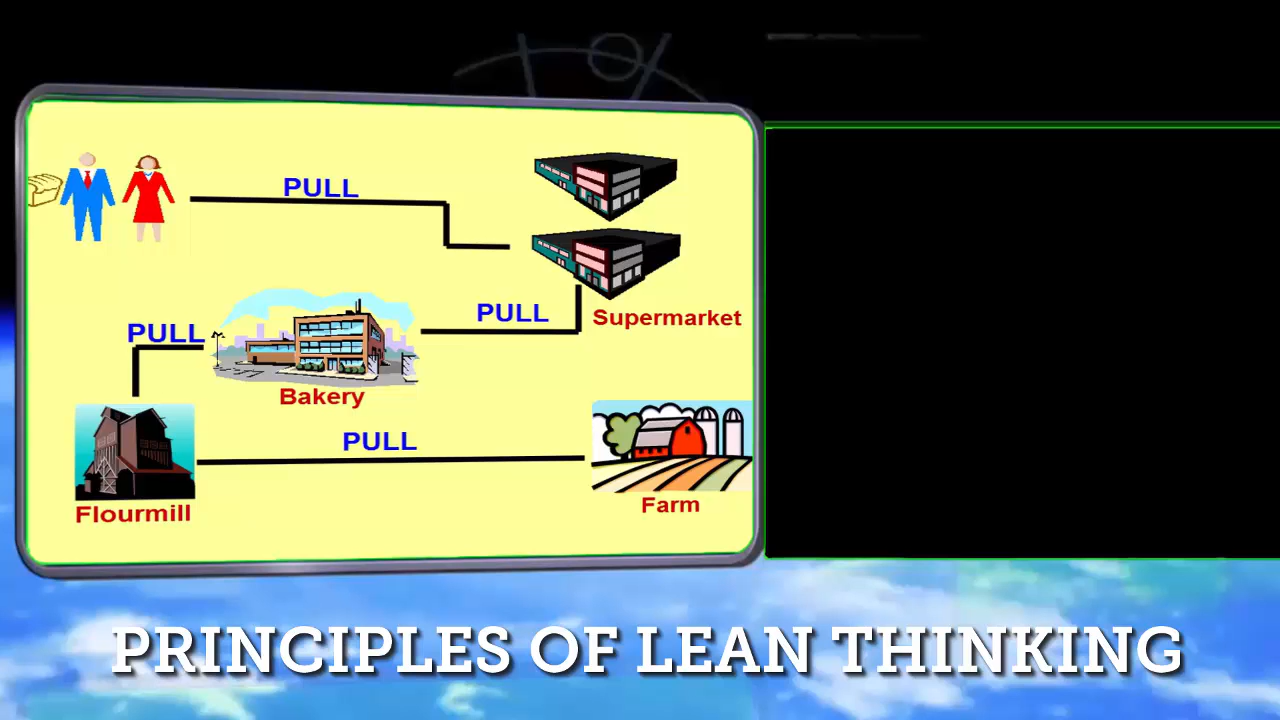 PULL
PULL
Supermarket
PULL
Bakery
PULL
Flourmill
Farm
PRINCIPLES OF LEAN THINKING